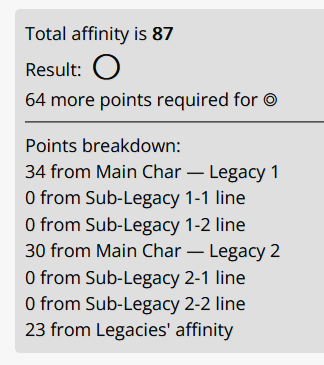 Total affinity is 87
Result: ○
64 more points required for ◎
Points breakdown:
34 from Main Char — Legacy 1
0 from Sub-Legacy 1-1 line
0 from Sub-Legacy 1-2 line
30 from Main Char — Legacy 2
0 from Sub-Legacy 2-1 line
0 from Sub-Legacy 2-2 line
23 from Legacies' affinity